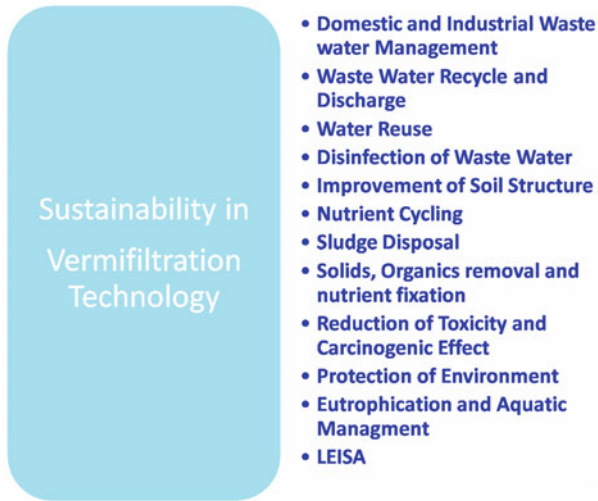 Sustainability in
Vermifiltration
Technology
• Domestic and Industrial Waste
water Management
• Waste Water Recycle and
Discharge
• Water Reuse
• Disinfection of Waste Water
• Improvement of Soil Structure
• Nutrient Cycling
• Sludge Disposal
• Solids, Organics removal and
nutrient fixation
• Reduction of Toxicity and
Carcinogenic Effect
• Protection of Environment
• Eutrophication and Aquatic
Managment
• LEISA